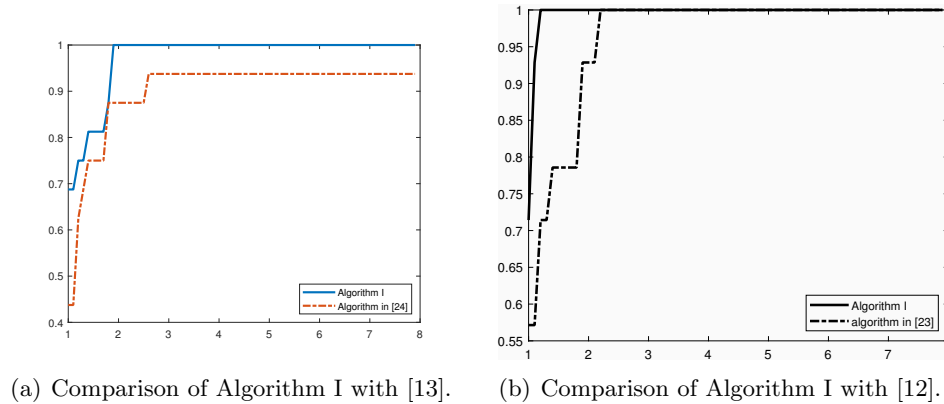 1
0.9
0.8
0.7
0.6
0.5
0.4
1 2 3 4 5 6 7 8
Algorithm I
Algorithm in [24]
1
0.95
0.9
0.85
0.8
0.75
0.7
0.65
0.6
0.55
1 2 3 4 5 6 7
Algorithm I
algorithm in [23]
(a) Comparison of Algorithm I with [13].
(b) Comparison of Algorithm I with [12].